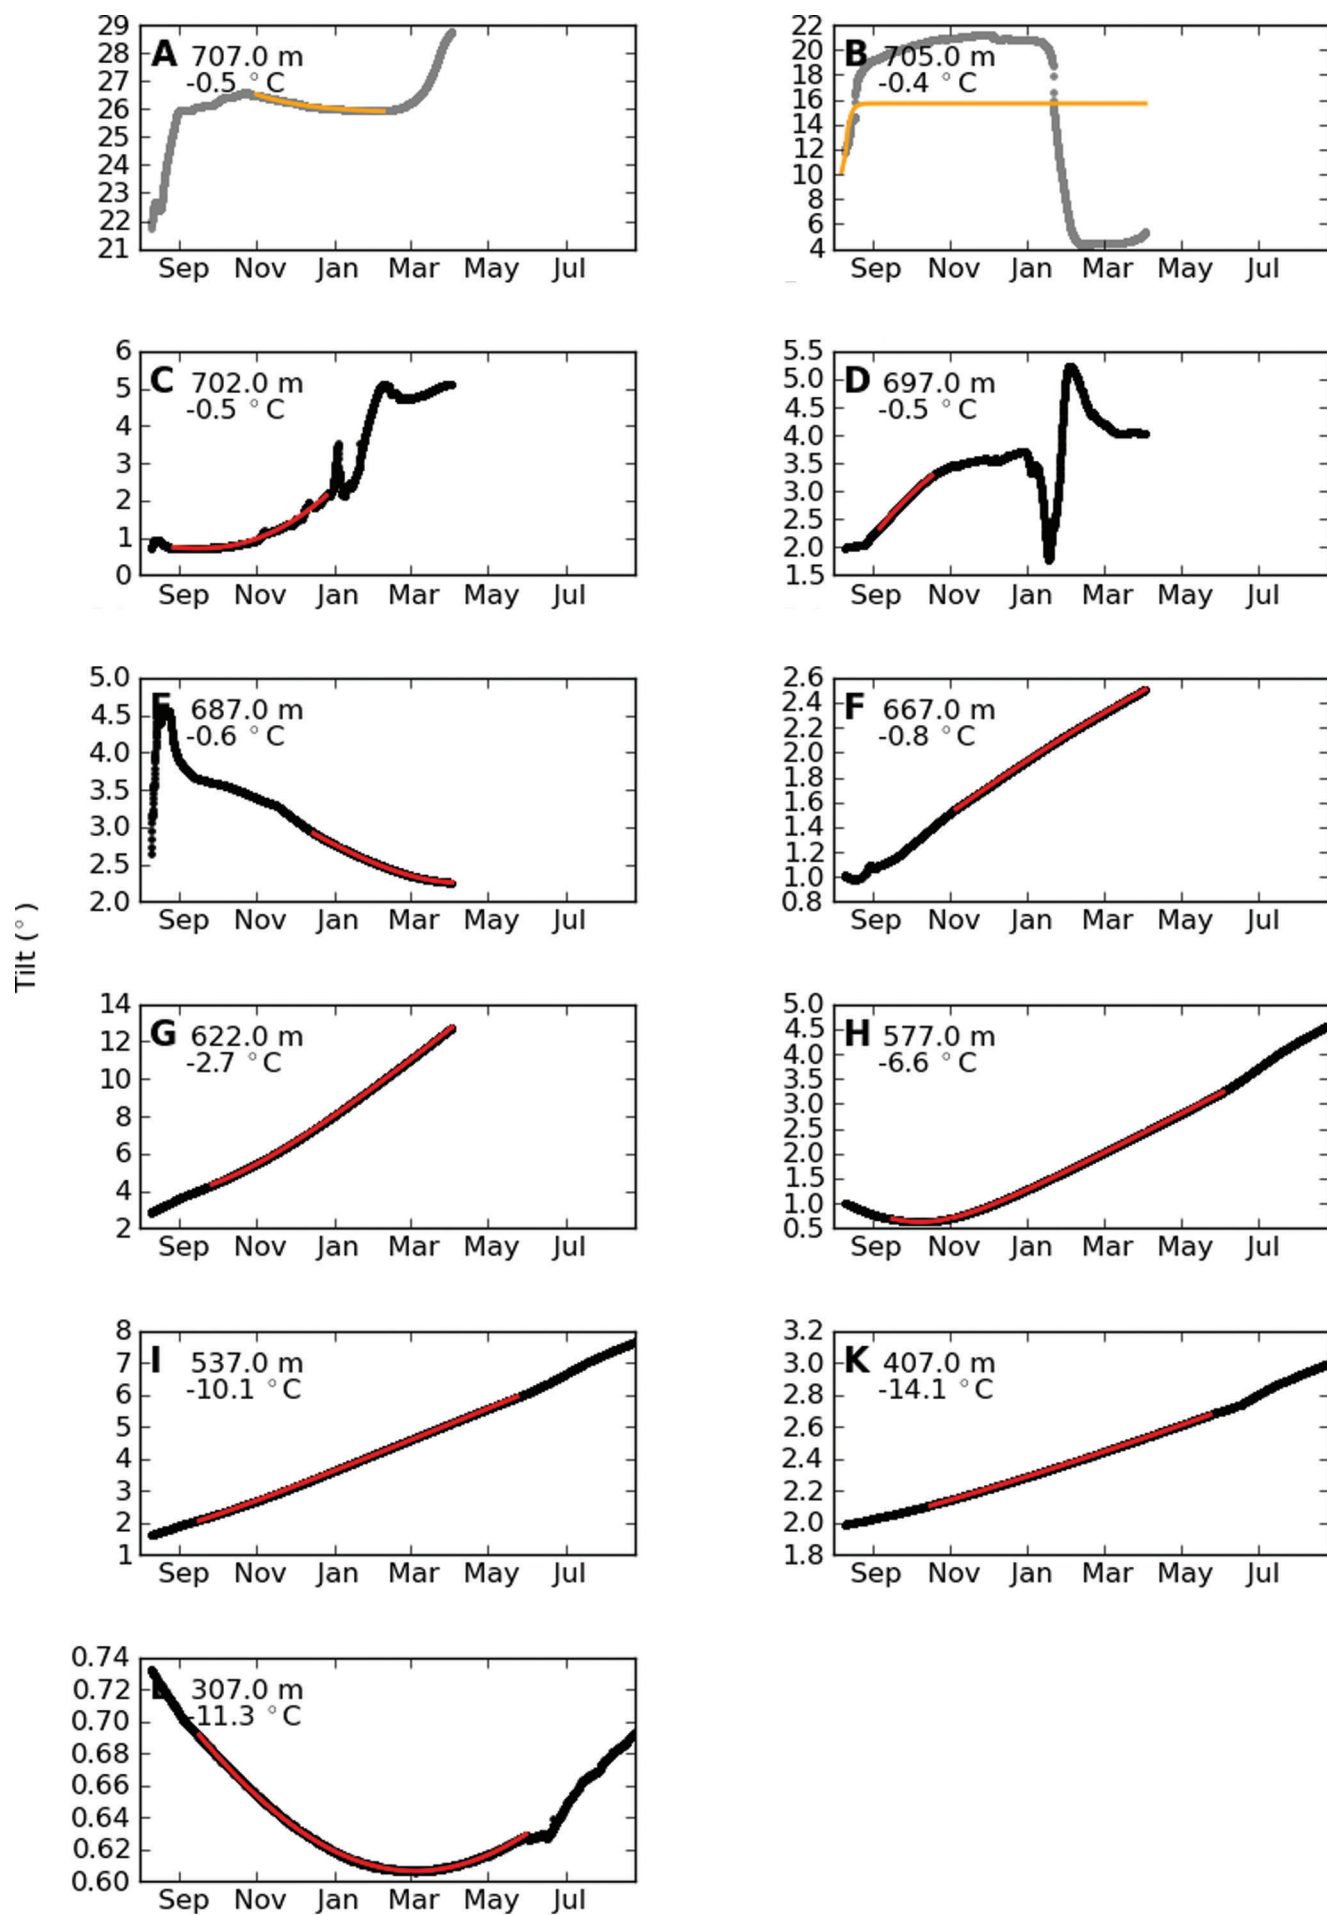 29
28
27
26
25
24
23
22
21
A 707.0 m
-0.5 °C
Sep Nov Jan Mar May Jul
22
20
18
16
14
12
10
8
6
4
B 705.0 m
-0.4 °C
Sep Nov Jan Mar May Jul
6
5
4
3
2
1
0
C 702.0 m
-0.5 °C
Sep Nov Jan Mar May Jul
5.5
5.0
4.5
4.0
3.5
3.0
2.5
2.0
1.5
D 697.0 m
-0.5 °C
Sep Nov Jan Mar May Jul
5.0
4.5
4.0
3.5
3.0
2.5
2.0
E 687.0 m
-0.6 °C
Sep Nov Jan Mar May Jul
2.6
2.4
2.2
2.0
1.8
1.6
1.4
1.2
1.0
0.8
F 667.0 m
-0.8 °C
Sep Nov Jan Mar May Jul
Tilt (°)
14
12
10
8
6
4
2
G 622.0 m
-2.7 °C
Sep Nov Jan Mar May Jul
5.0
4.5
4.0
3.5
3.0
2.5
2.0
1.5
1.0
0.5
H 577.0 m
-6.6 °C
Sep Nov Jan Mar May Jul
8
7
6
5
4
3
2
1
I 537.0 m
-10.1 °C
Sep Nov Jan Mar May Jul
3.2
3.0
2.8
2.6
2.4
2.2
2.0
1.8
K 407.0 m
-14.1 °C
Sep Nov Jan Mar May Jul
0.74
0.72
0.70
0.68
0.66
0.64
0.62
0.60
307.0 m
-11.3 °C
Sep Nov Jan Mar May Jul